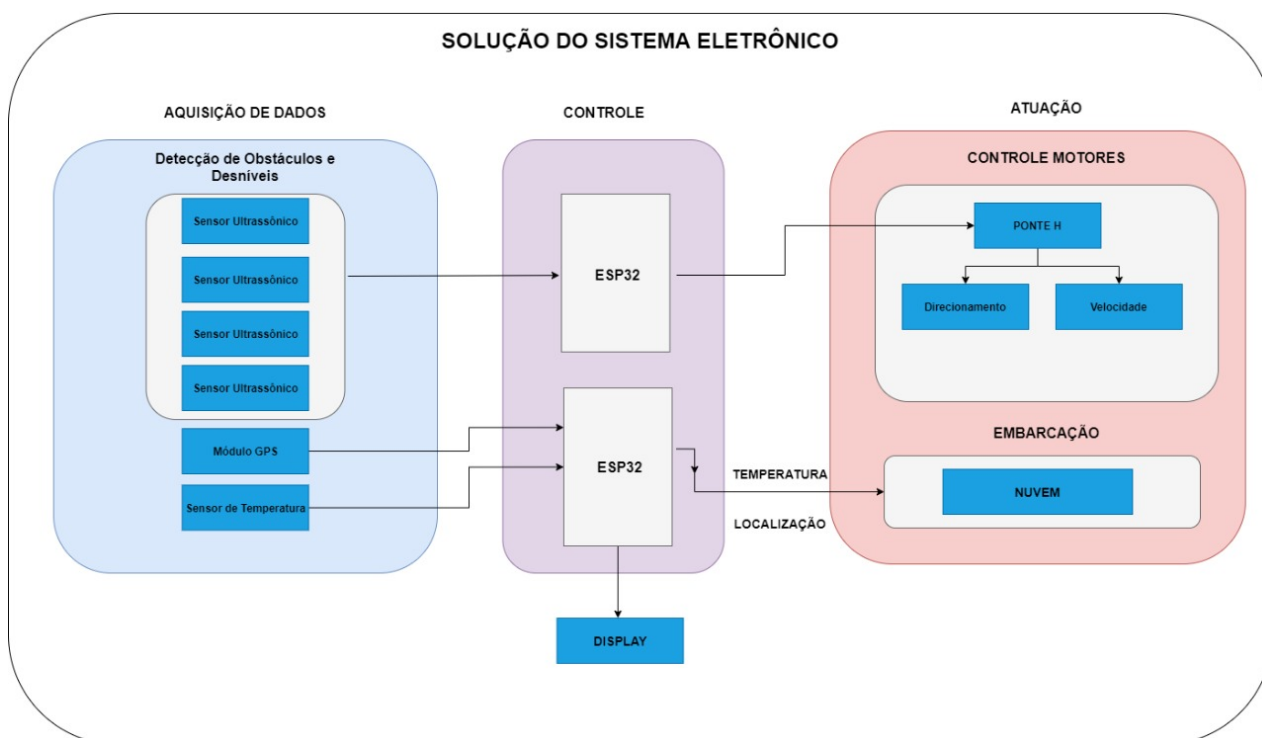 SOLUÇÃO DO SISTEMA ELETRÔNICO
AQUISIÇÃO DE DADOS
Detecção de Obstáculos e
Desníveis
Sensor Ultrassônico
Sensor Ultrassônico
Sensor Ultrassônico
Sensor Ultrassônico
Módulo GPS
Sensor de Temperatura
CONTROLE
ESP32
ESP32
DISPLAY
TEMPERATURA
LOCALIZAÇÃO
ATUAÇÃO
CONTROLE MOTORES
PONTE H
Direcionamento
Velocidade
EMBARCAÇÃO
NUVEM